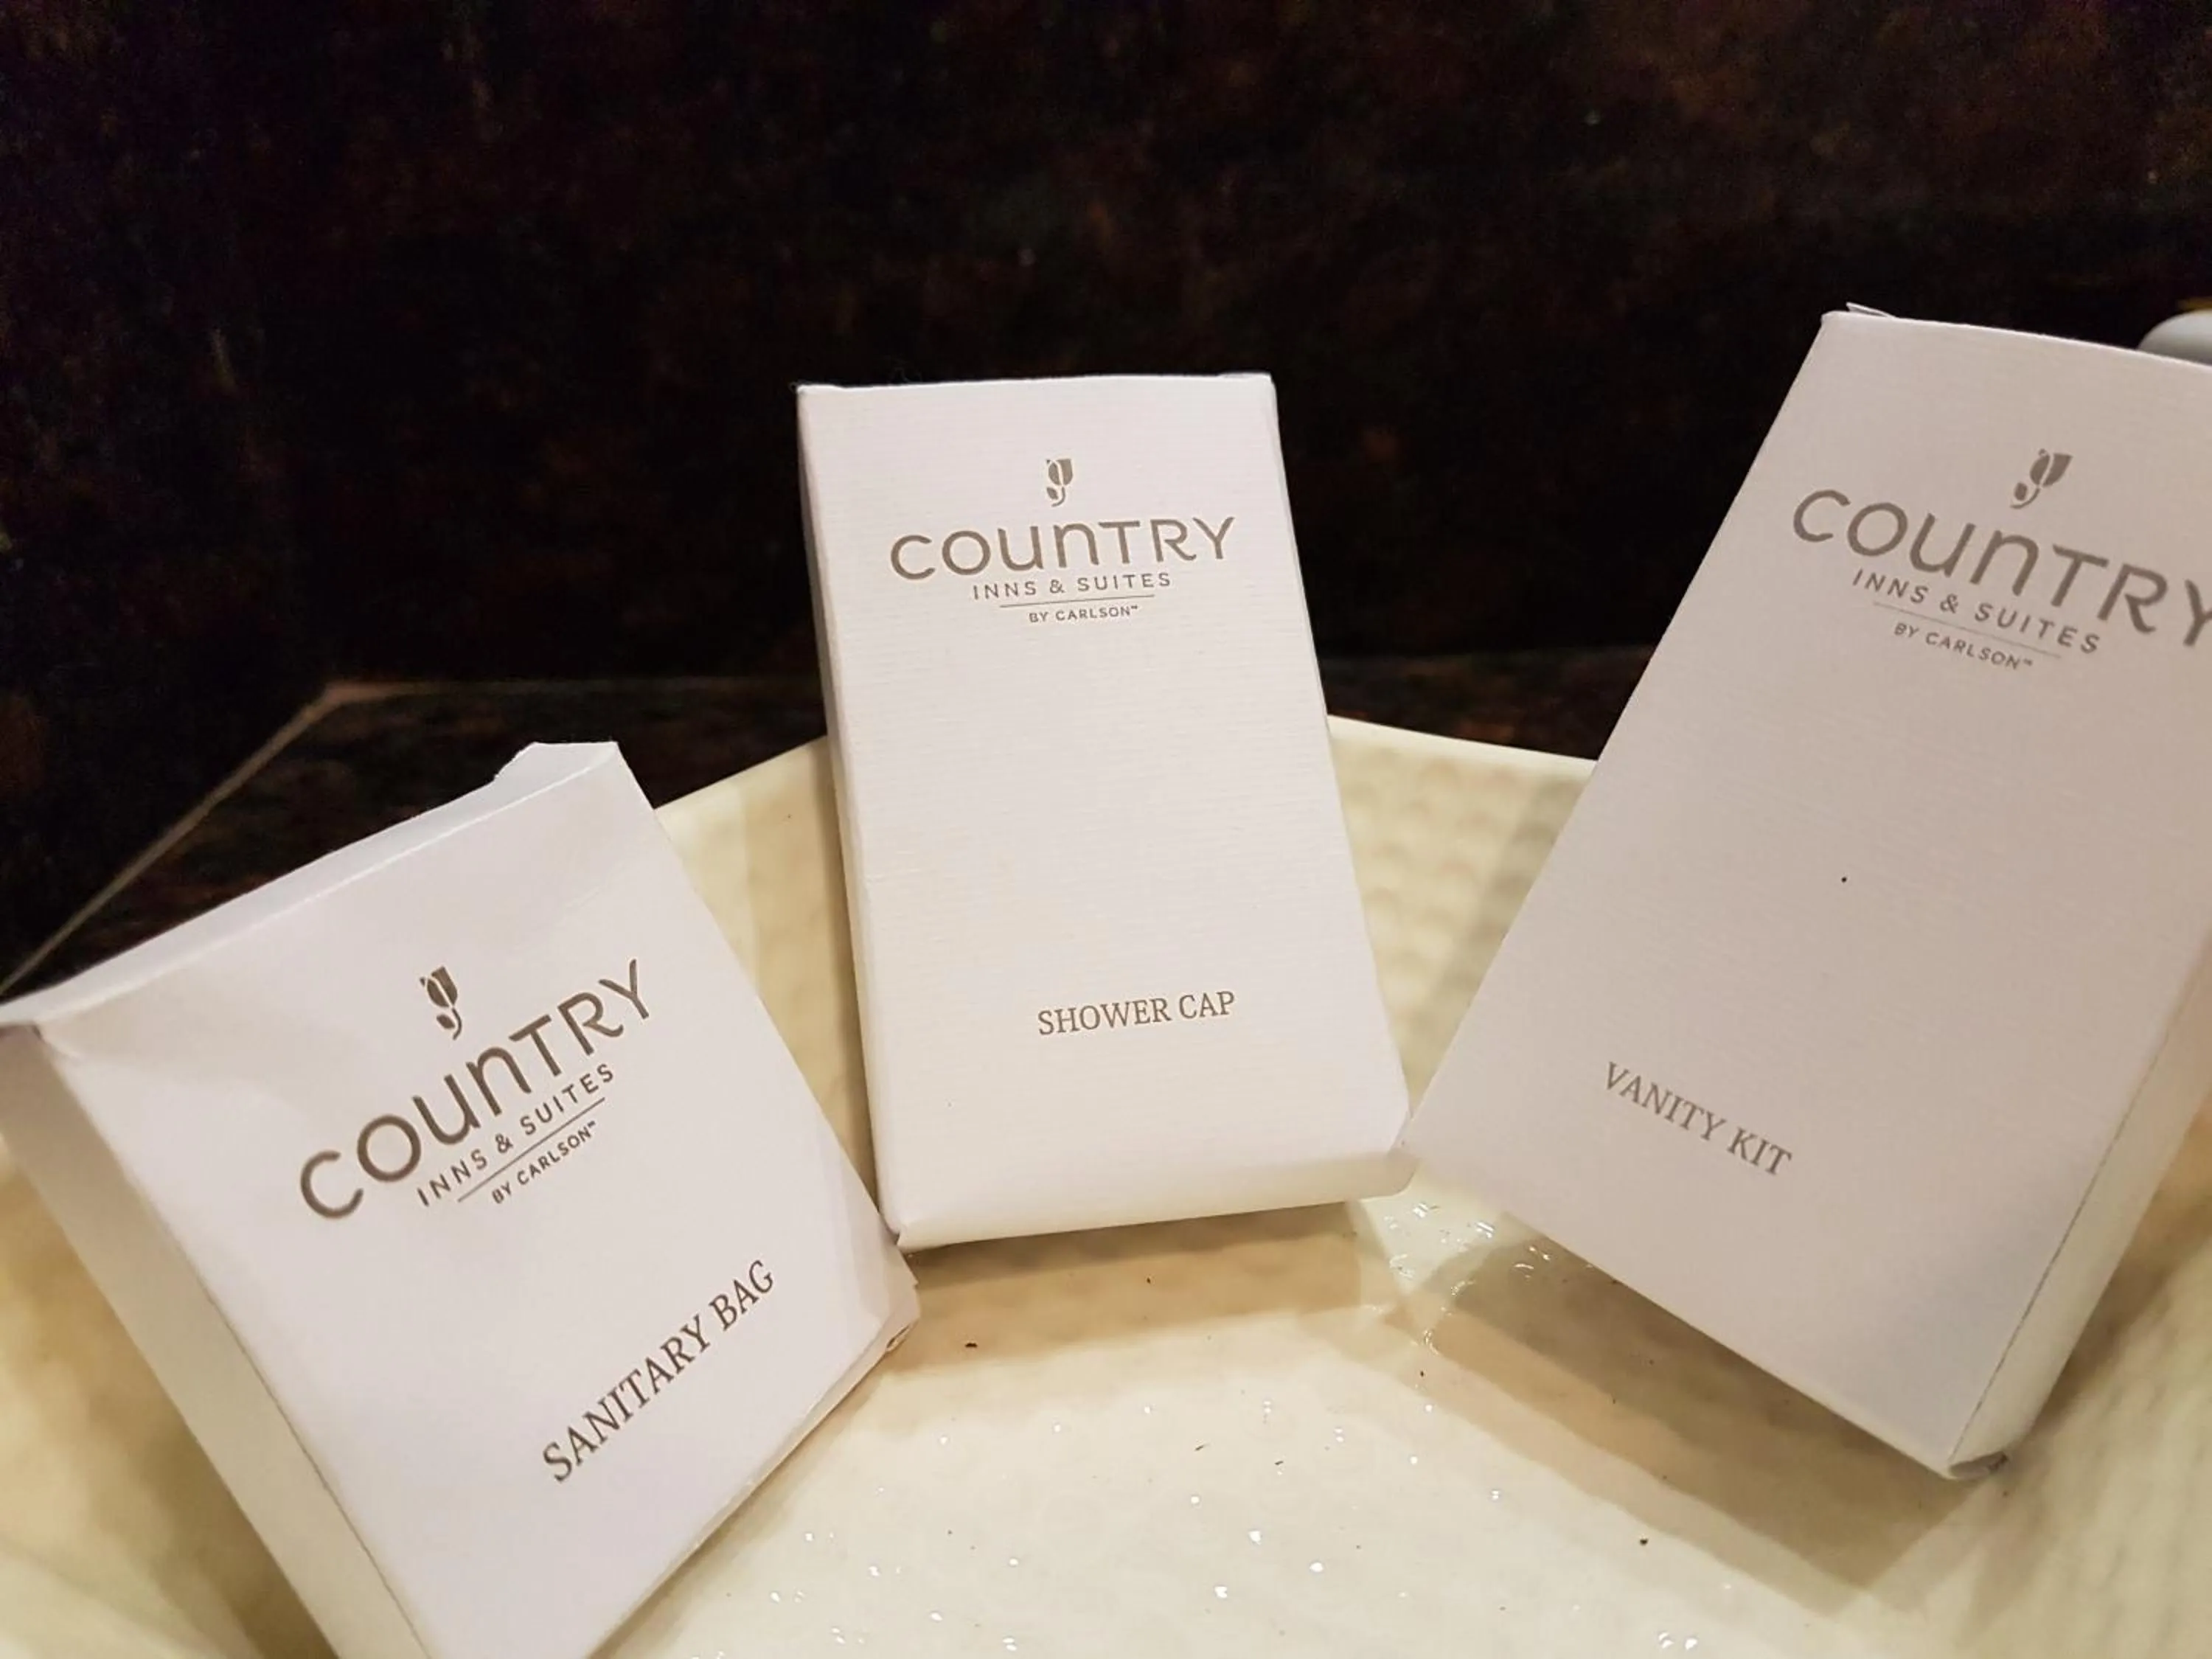 COUNTRY
INNS & SUITES
BY CARLSON™
SANITARY BAG
COUNTRY
INNS & SUITES
BY CARLSON™
SHOWER CAP
COUNTRY
INNS & SUITES
BY CARLSON™
VANITY KIT